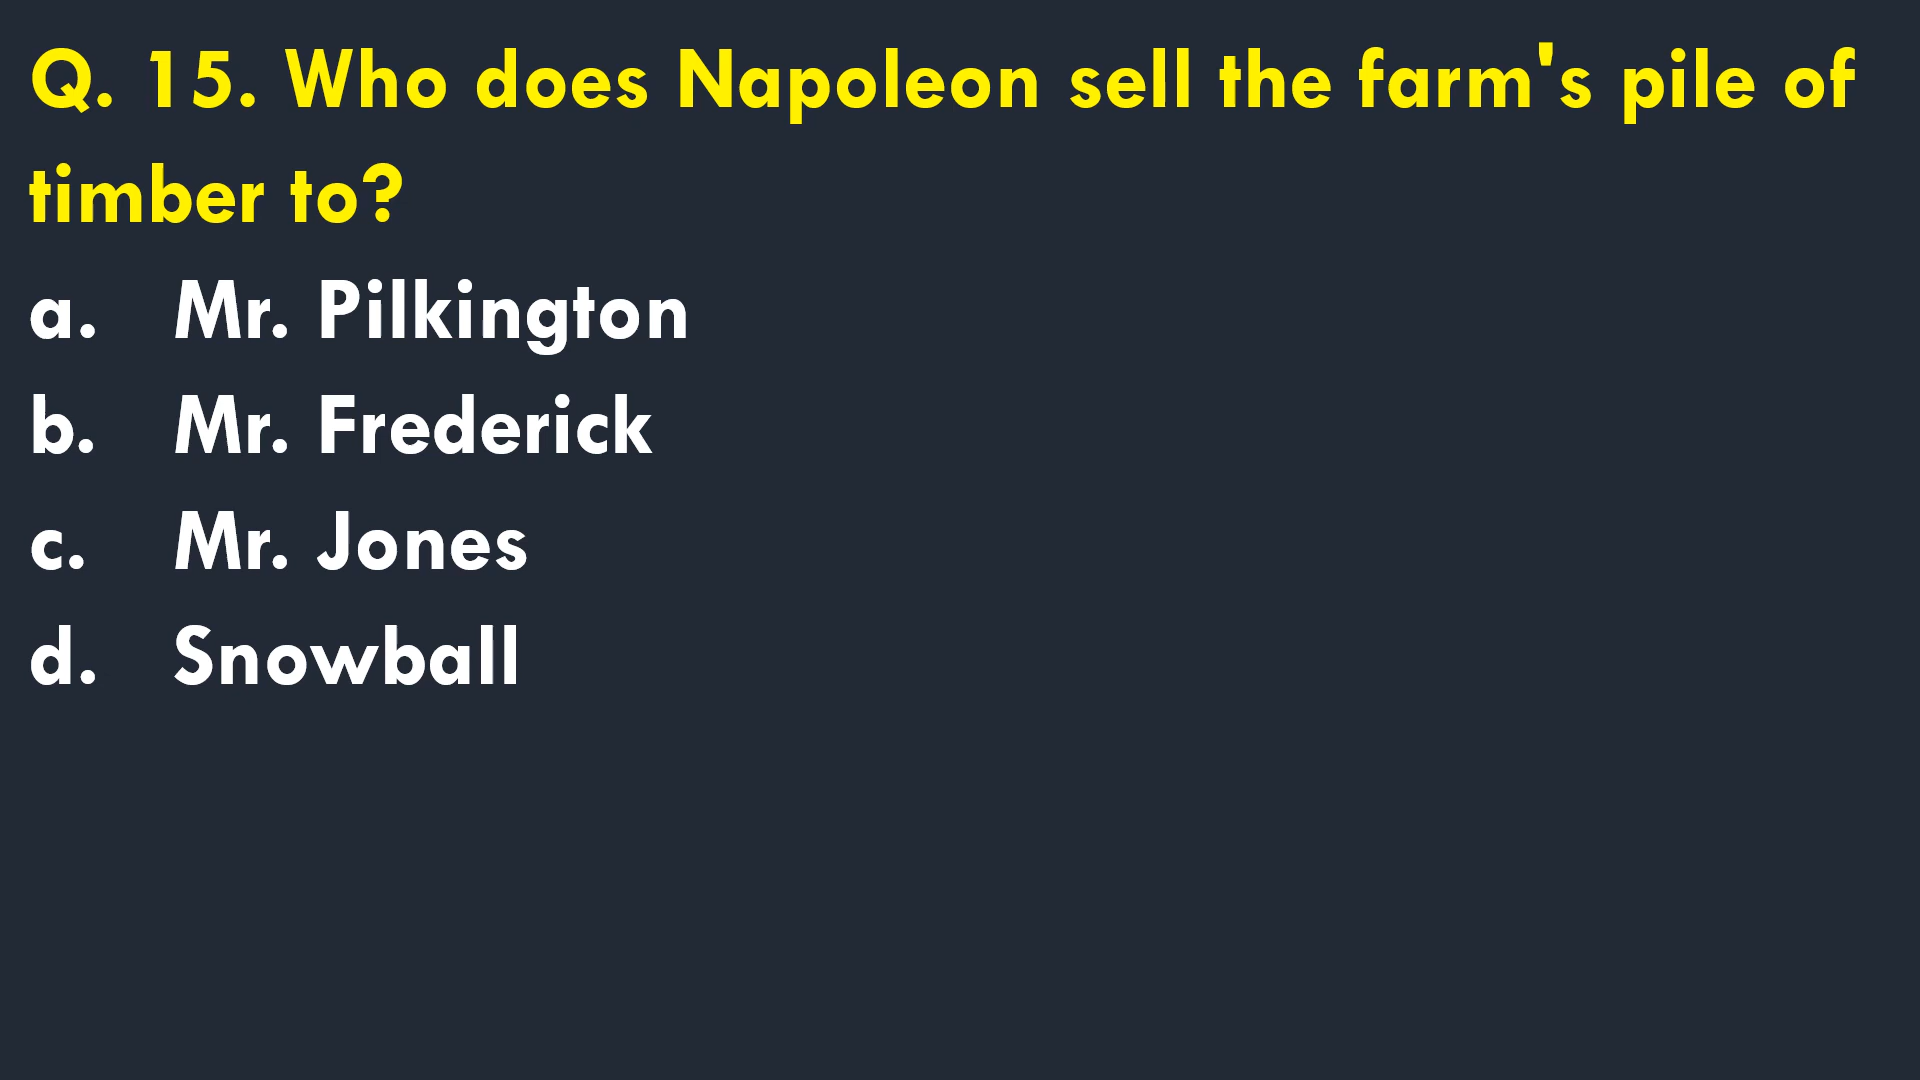 Q. 15. Who does Napoleon sell the farm's pile of
timber to?
a. Mr. Pilkington
b. Mr. Frederick
c. Mr. Jones
d. Snowball